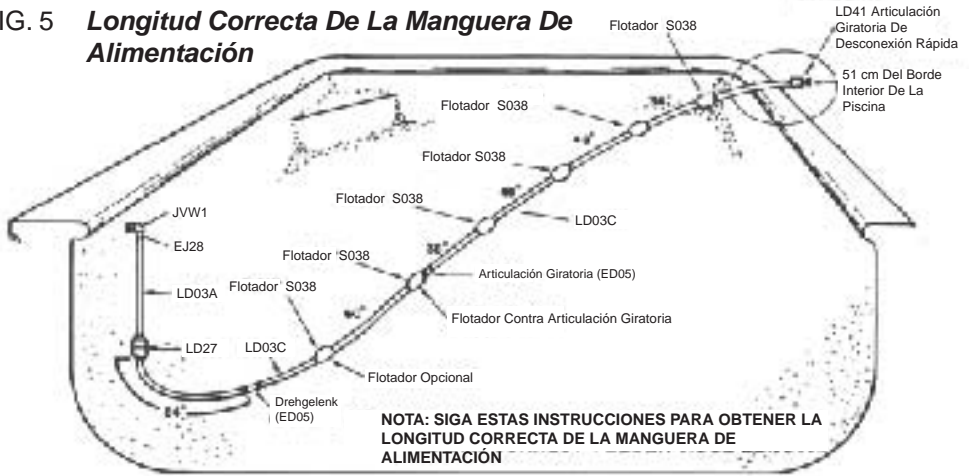 IG. 5 Longitud Correcta De La Manguera De
Alimentación
Flotador S038
LD41 Articulación
Giratoria De
Desconexión Rápida
51 cm Del Borde
Interior De La
Piscina
Flotador S038
Flotador S038
Flotador S038
LD03C
JVW1
EJ28
Flotador S038
Articulación Giratoria (ED05)
LD03A
Flotador S038
Flotador Contra Articulación Giratoria
LD27
LD03C
Flotador Opcional
Drehgelenk
(ED05)
NOTA: SIGA ESTAS INSTRUCCIONES PARA OBTENER LA
LONGITUD CORRECTA DE LA MANGUERA DE
ALIMENTACIÓN